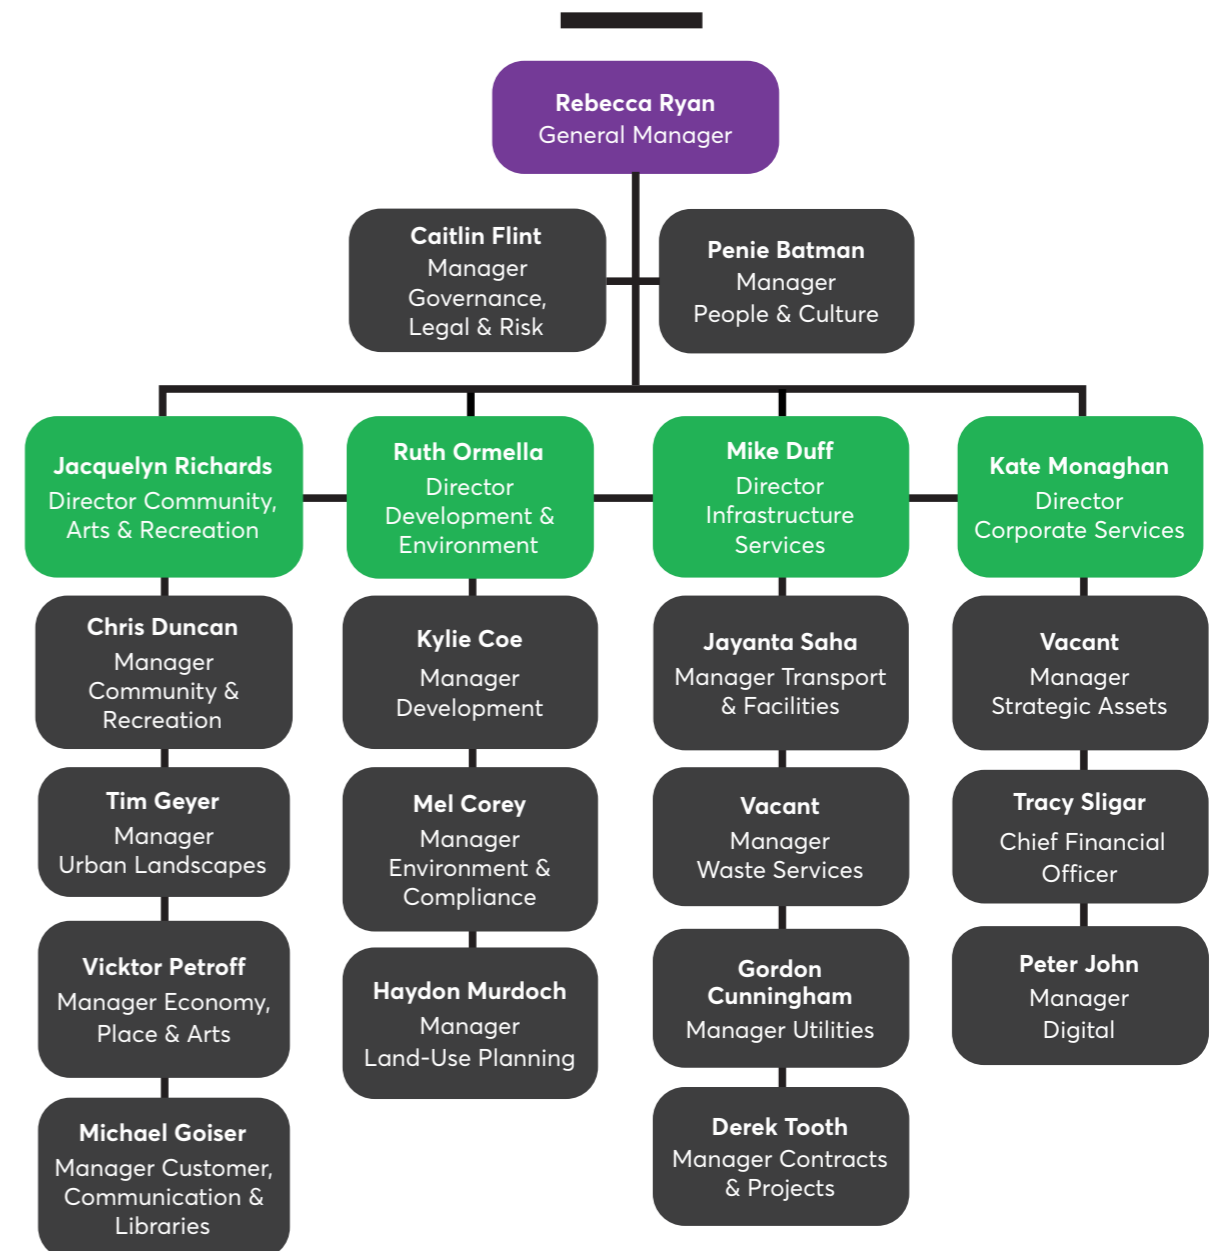 Rebecca Ryan
General Manager
Caitlin Flint
Manager
Governance,
Legal & Risk
Penie Batman
Manager
People & Culture
Jacquelyn Richards
Director Community,
Arts & Recreation
Ruth Ormella
Director
Development &
Environment
Mike Duff
Director
Infrastructure
Services
Kate Monaghan
Director
Corporate Services
Chris Duncan
Manager
Community &
Recreation
Tim Geyer
Manager
Urban Landscapes
Vicktor Petroff
Manager Economy,
Place & Arts
Michael Goiser
Manager Customer,
Communication &
Libraries
Kylie Coe
Manager
Development
Mel Corey
Manager
Environment &
Compliance
Haydon Murdoch
Manager
Land-Use Planning
Jayanta Saha
Manager Transport
& Facilities
Vacant
Manager
Waste Services
Gordon
Cunningham
Manager Utilities
Derek Tooth
Manager Contracts
& Projects
Vacant
Manager
Strategic Assets
Tracy Sligar
Chief Financial
Officer
Peter John
Manager
Digital